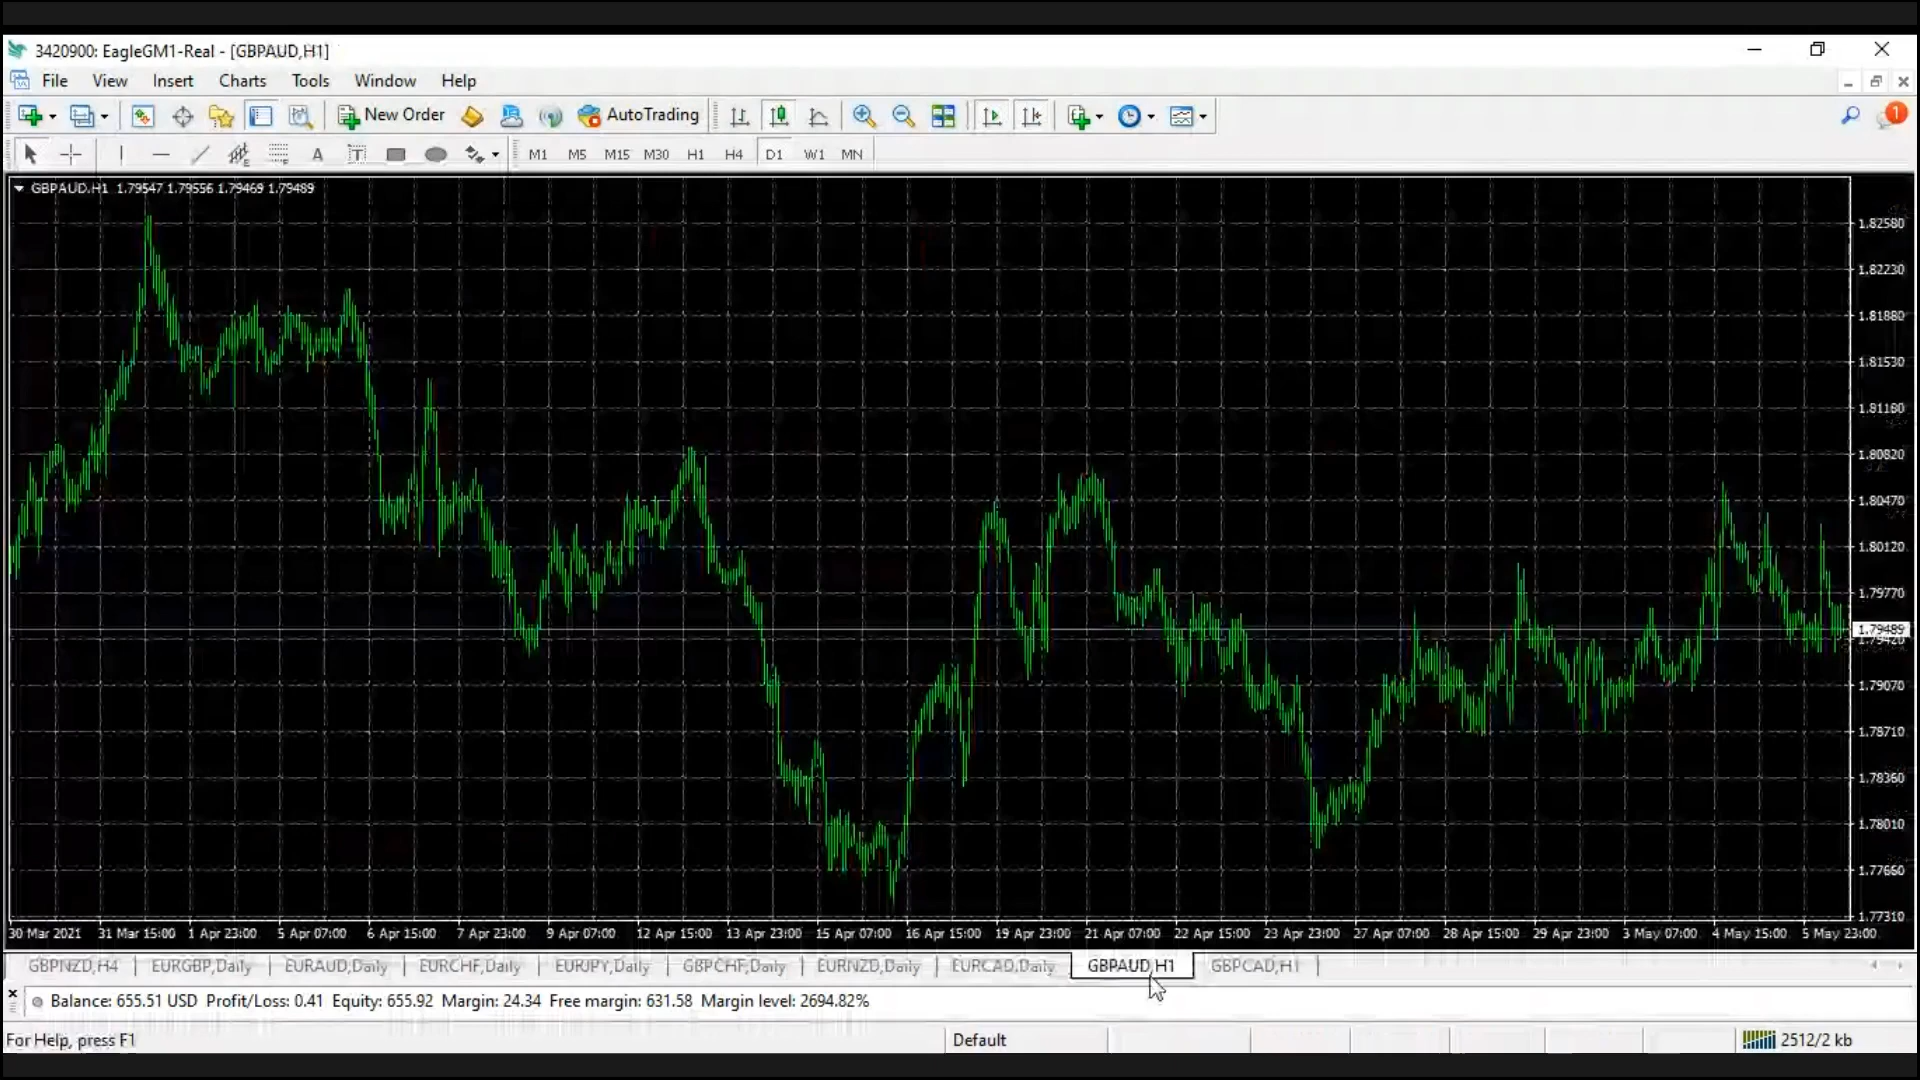 3420900: EagleGM1-Real - [GBPAUD,H1]
File View Insert Charts Tools Window Help
New Order AutoTrading 1
A T M1 M5 M15 M30 H1 H4 D1 W1 MN
GBPAUD,H1 1.79547 1.79556 1.79469 1.79489
1.82580
1.82230
1.81880
1.81530
1.81180
1.80820
1.80470
1.80120
1.79770
1.79489
1.79420
1.79070
1.78710
1.78360
1.78010
1.77660
1.77310
30 Mar 2021 31 Mar 15:00 1 Apr 23:00 5 Apr 07:00 6 Apr 15:00 7 Apr 23:00 9 Apr 07:00 12 Apr 15:00 13 Apr 23:00 15 Apr 07:00 16 Apr 15:00 19 Apr 23:00 21 Apr 07:00 22 Apr 15:00 23 Apr 23:00 27 Apr 07:00 28 Apr 15:00 29 Apr 23:00 3 May 07:00 4 May 15:00 5 May 23:00
GBPNZD,H4 EURGBP,Daily EURAUD,Daily EURCHF,Daily EURJPY,Daily GBPCHF,Daily EURNZD,Daily EURCAD,Daily GBPAUD,H1 GBPCAD,H1
Balance: 655.51 USD Profit/Loss: 0.41 Equity: 655.92 Margin: 24.34 Free margin: 631.58 Margin level: 2694.82%
For Help, press F1 Default 2512/2 kb